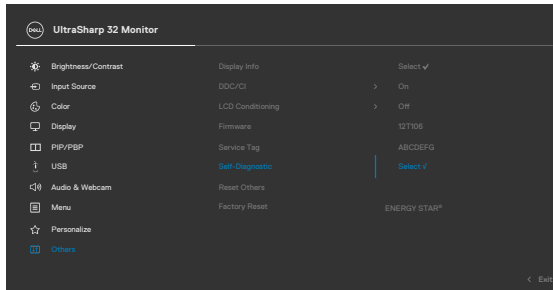 DELL UltraSharp 32 Monitor
Brightness/Contrast Display Info Select ✓
Input Source DDC/CI > On
Color LCD Conditioning > Off
Display Firmware 12T106
PIP/PBP Service Tag ABCDEFG
USB Self-Diagnostic Select √
Audio & Webcam Reset Others
Menu Factory Reset ENERGY STAR®
Personalize
Others
< Exit